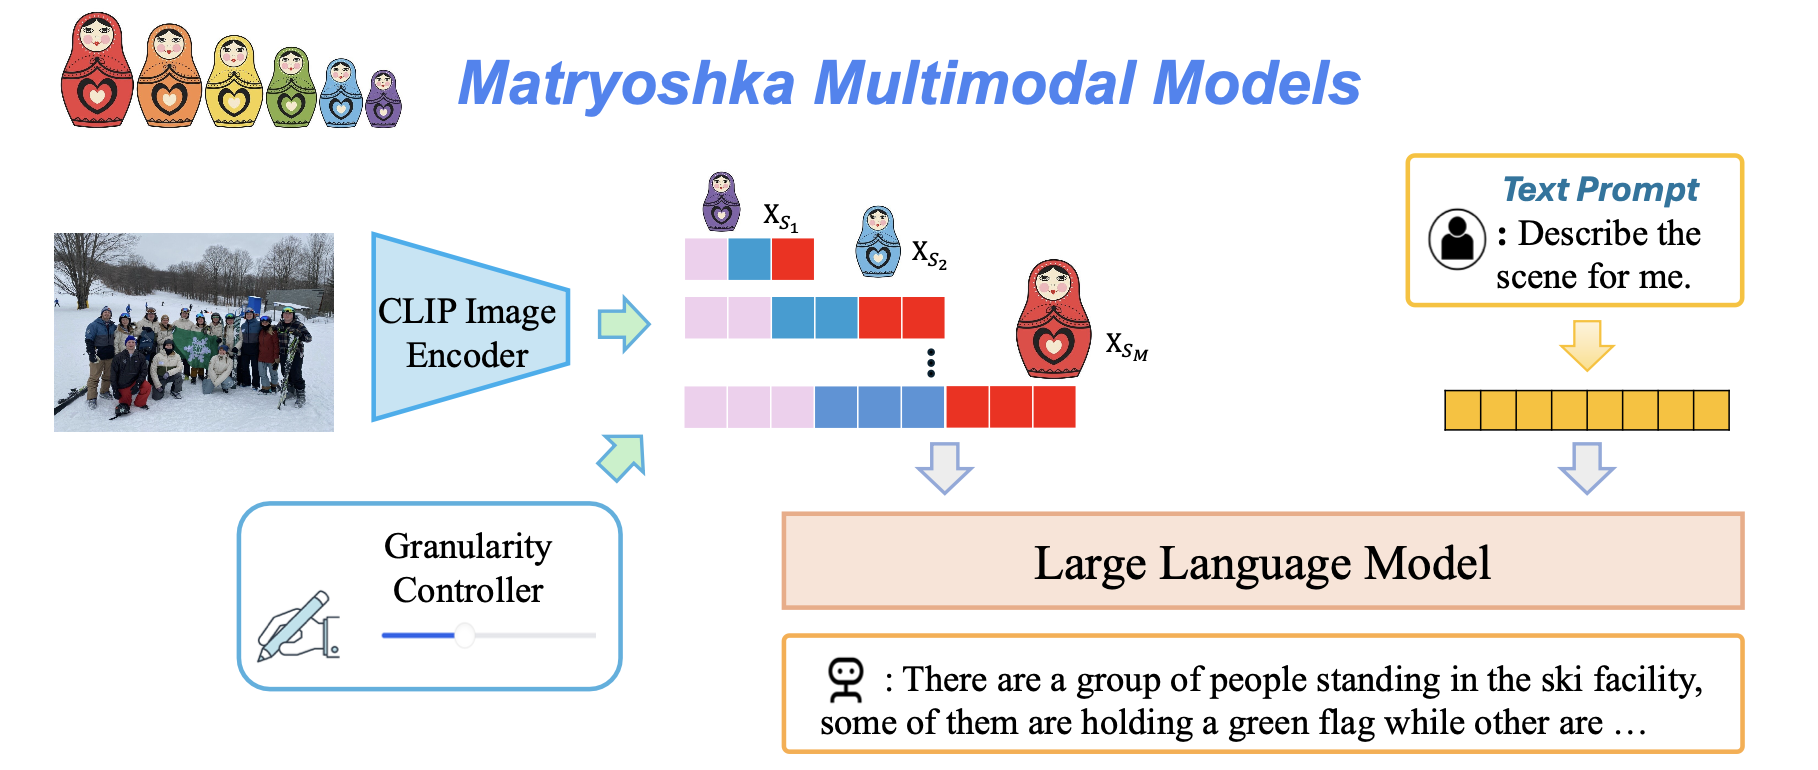 Matryoshka Multimodal Models
CLIP Image
Encoder
X_{S_1}
X_{S_2}
X_{S_M}
Text Prompt
: Describe the
scene for me.
Granularity
Controller
Large Language Model
: There are a group of people standing in the ski facility,
some of them are holding a green flag while other are …